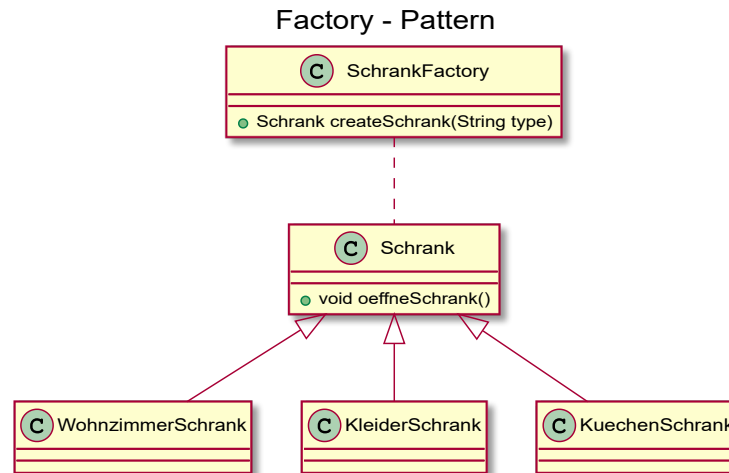 Factory - Pattern
C SchrankFactory
Schrank createSchrank(String type)
C Schrank
void oeffneSchrank()
C WohnzimmerSchrank
C KleiderSchrank
C KuechenSchrank